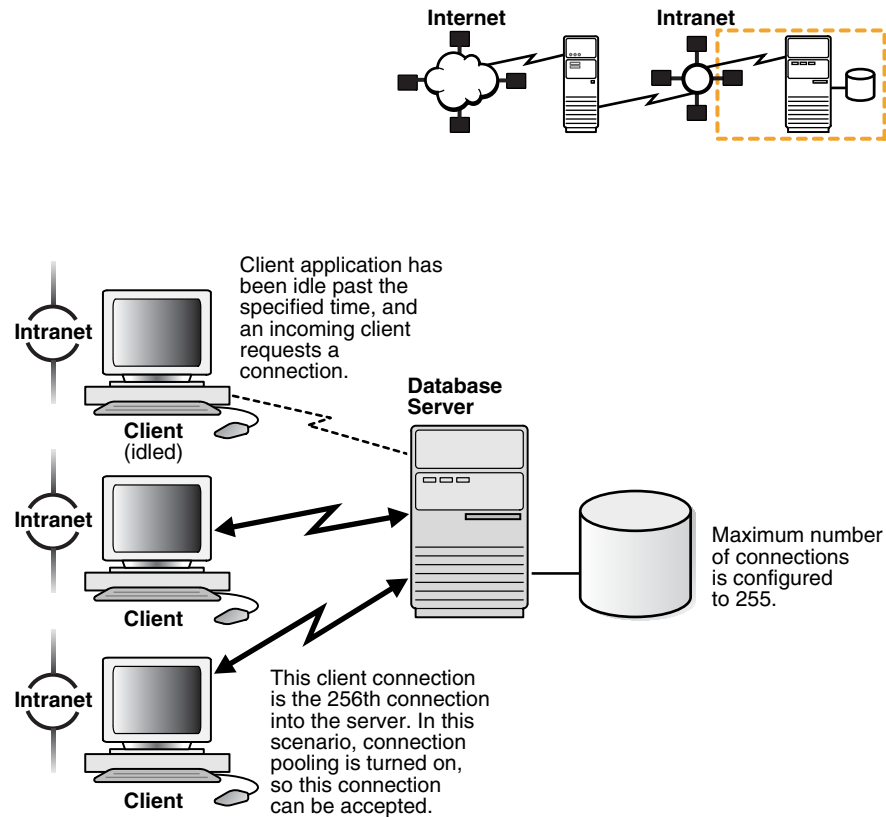 Internet
Intranet
Client application has
been idle past the
specified time, and
an incoming client
requests a
connection.
Intranet
Database
Server
Client
(idled)
Intranet
Client
Maximum number
of connections
is configured
to 255.
Intranet
Client
This client connection
is the 256th connection
into the server. In this
scenario, connection
pooling is turned on,
so this connection
can be accepted.